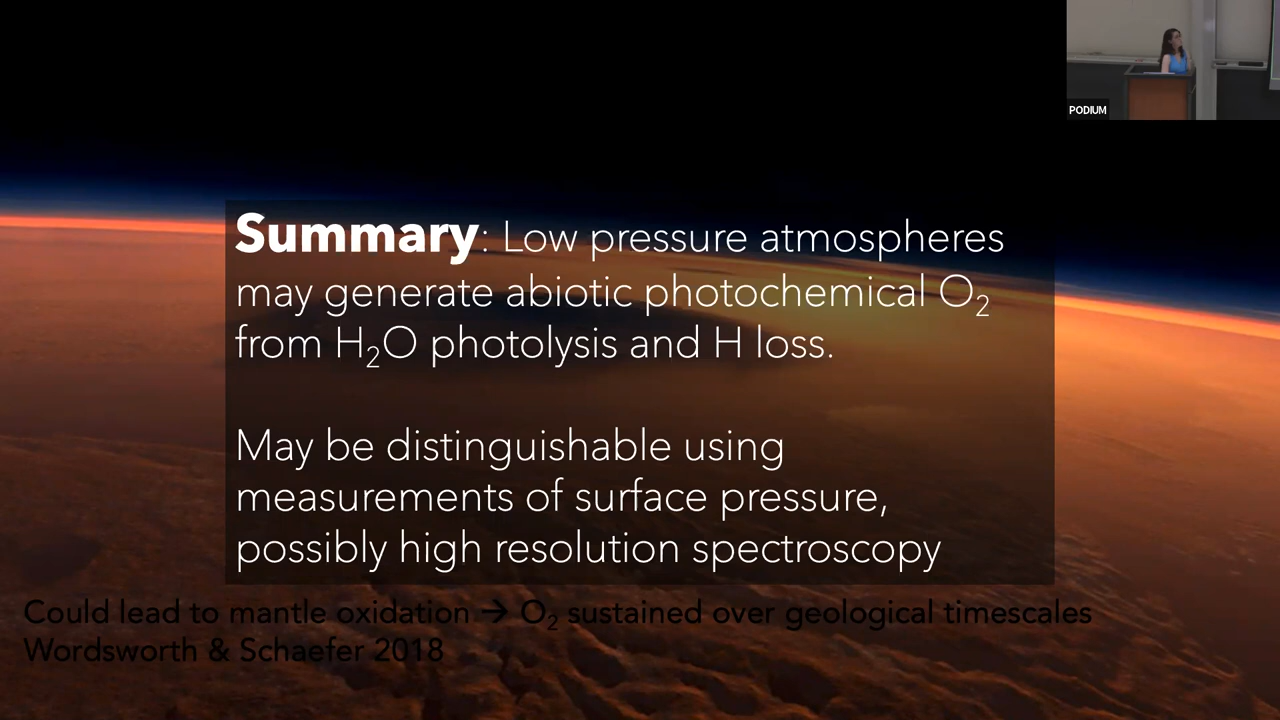 PODIUM
Summary: Low pressure atmospheres
may generate abiotic photochemical O₂
from H₂O photolysis and H loss.
May be distinguishable using
measurements of surface pressure,
possibly high resolution spectroscopy
Could lead to mantle oxidation → O₂ sustained over geological timescales
Wordsworth & Schaefer 2018